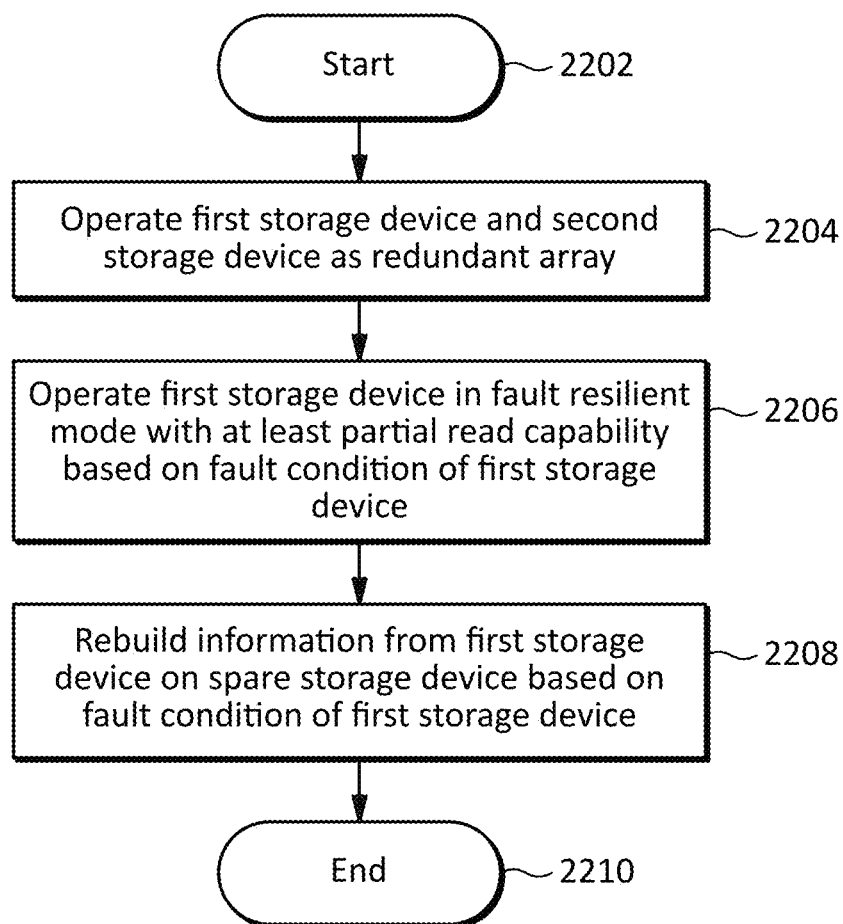 Start
2202
Operate first storage device and second
storage device as redundant array
2204
Operate first storage device in fault resilient
mode with at least partial read capability
based on fault condition of first storage
device
2206
Rebuild information from first storage
device on spare storage device based on
fault condition of first storage device
2208
End
2210